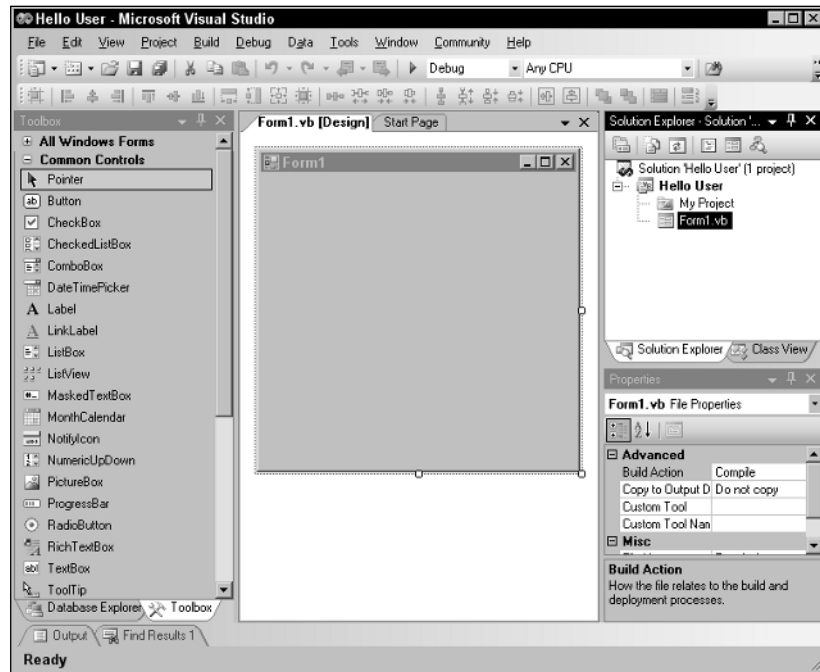 Hello User - Microsoft Visual Studio
File Edit View Project Build Debug Data Tools Window Community Help
Debug Any CPU
Toolbox
All Windows Forms
Common Controls
Pointer
Button
CheckBox
CheckedListBox
ComboBox
DateTimePicker
Label
LinkLabel
ListBox
ListView
MaskedTextBox
MonthCalendar
NotifyIcon
NumericUpDown
PictureBox
ProgressBar
RadioButton
RichTextBox
TextBox
ToolTip
Database Explorer Toolbox
Form1.vb [Design] Start Page
Form1
Solution Explorer - Solution '...
Solution 'Hello User' (1 project)
Hello User
My Project
Form1.vb
Solution Explorer Class View
Properties
Form1.vb File Properties
Advanced
Build Action Compile
Copy to Output D Do not copy
Custom Tool
Custom Tool Nan
Misc
Build Action
How the file relates to the build and
deployment processes.
Output Find Results 1
Ready